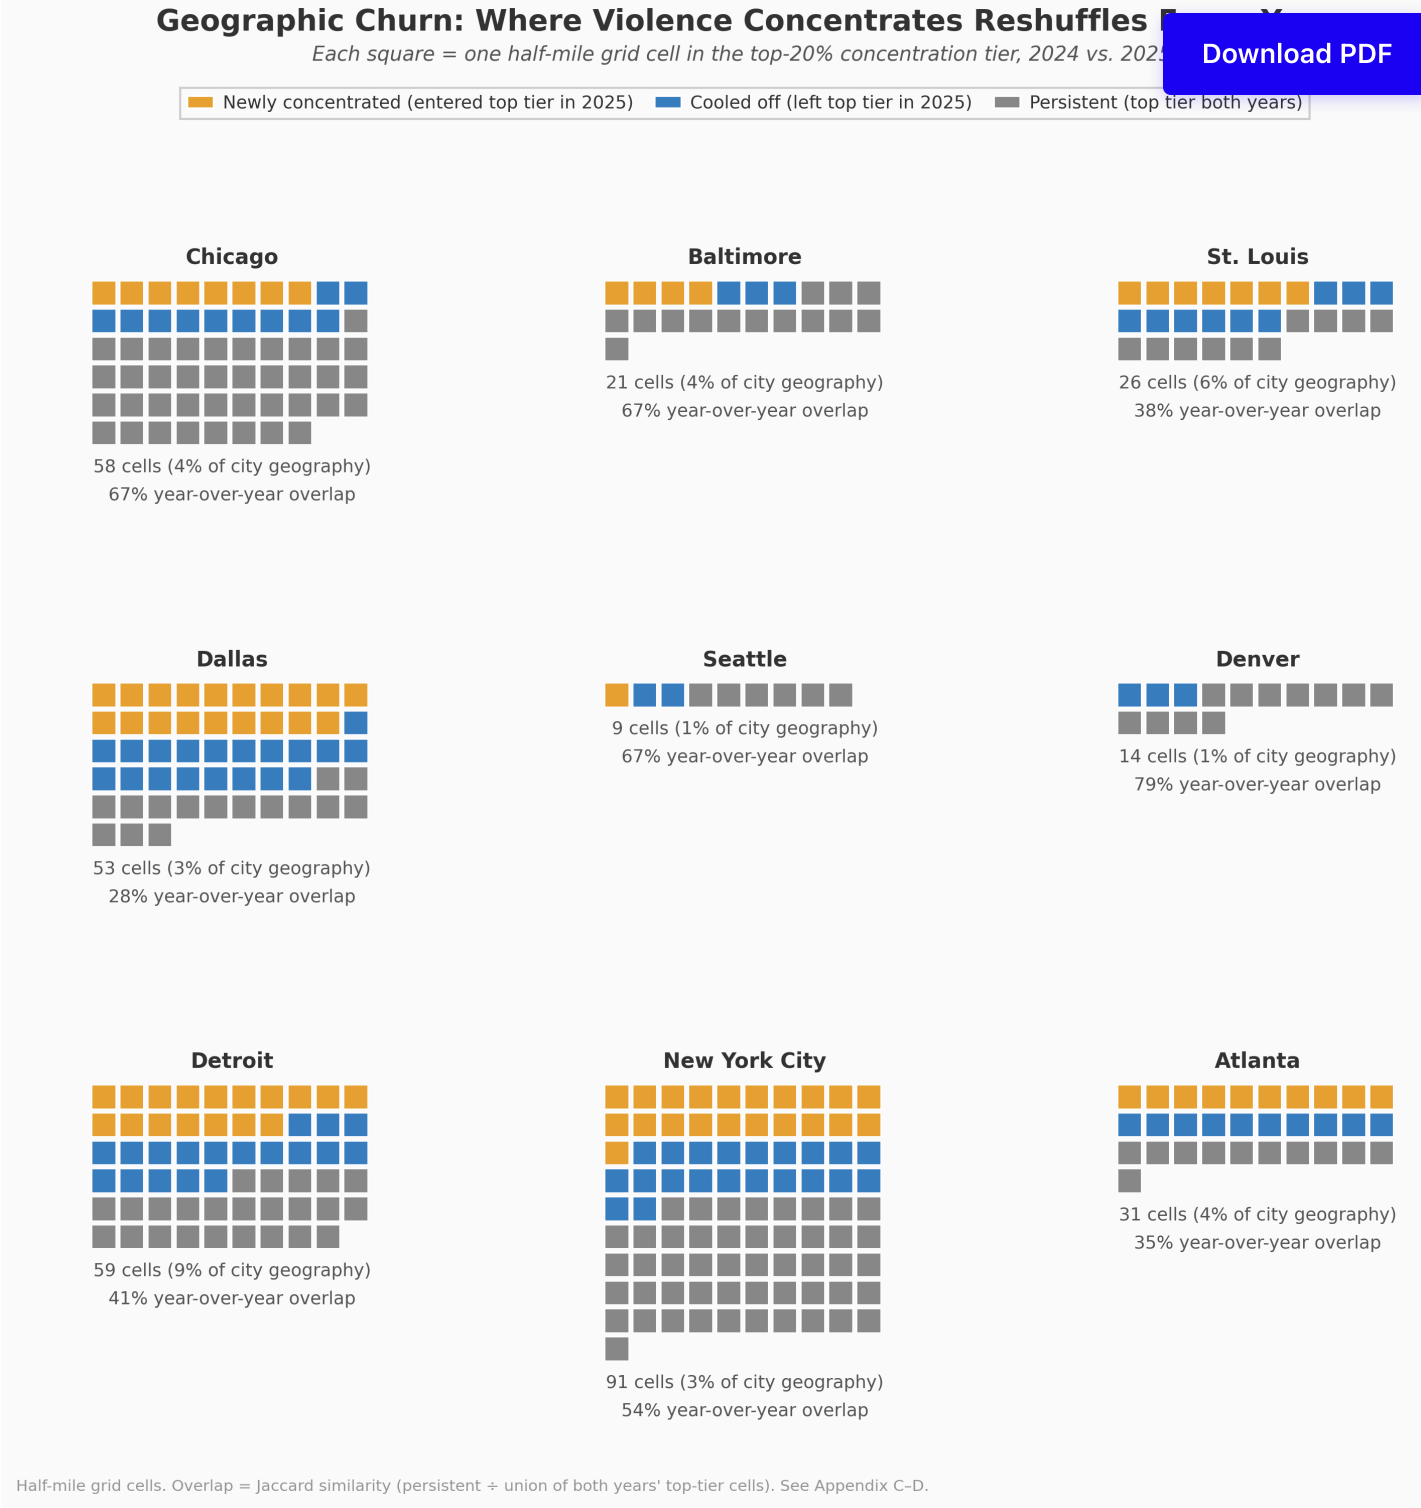 Geographic Churn: Where Violence Concentrates Reshuffles
Download PDF
Each square = one half-mile grid cell in the top-20% concentration tier, 2024 vs. 2025
Newly concentrated (entered top tier in 2025) Cooled off (left top tier in 2025) Persistent (top tier both years)
Chicago
58 cells (4% of city geography)
67% year-over-year overlap
Baltimore
21 cells (4% of city geography)
67% year-over-year overlap
St. Louis
26 cells (6% of city geography)
38% year-over-year overlap
Dallas
53 cells (3% of city geography)
28% year-over-year overlap
Seattle
9 cells (1% of city geography)
67% year-over-year overlap
Denver
14 cells (1% of city geography)
79% year-over-year overlap
Detroit
59 cells (9% of city geography)
41% year-over-year overlap
New York City
91 cells (3% of city geography)
54% year-over-year overlap
Atlanta
31 cells (4% of city geography)
35% year-over-year overlap
Half-mile grid cells. Overlap = Jaccard similarity (persistent ÷ union of both years' top-tier cells). See Appendix C–D.